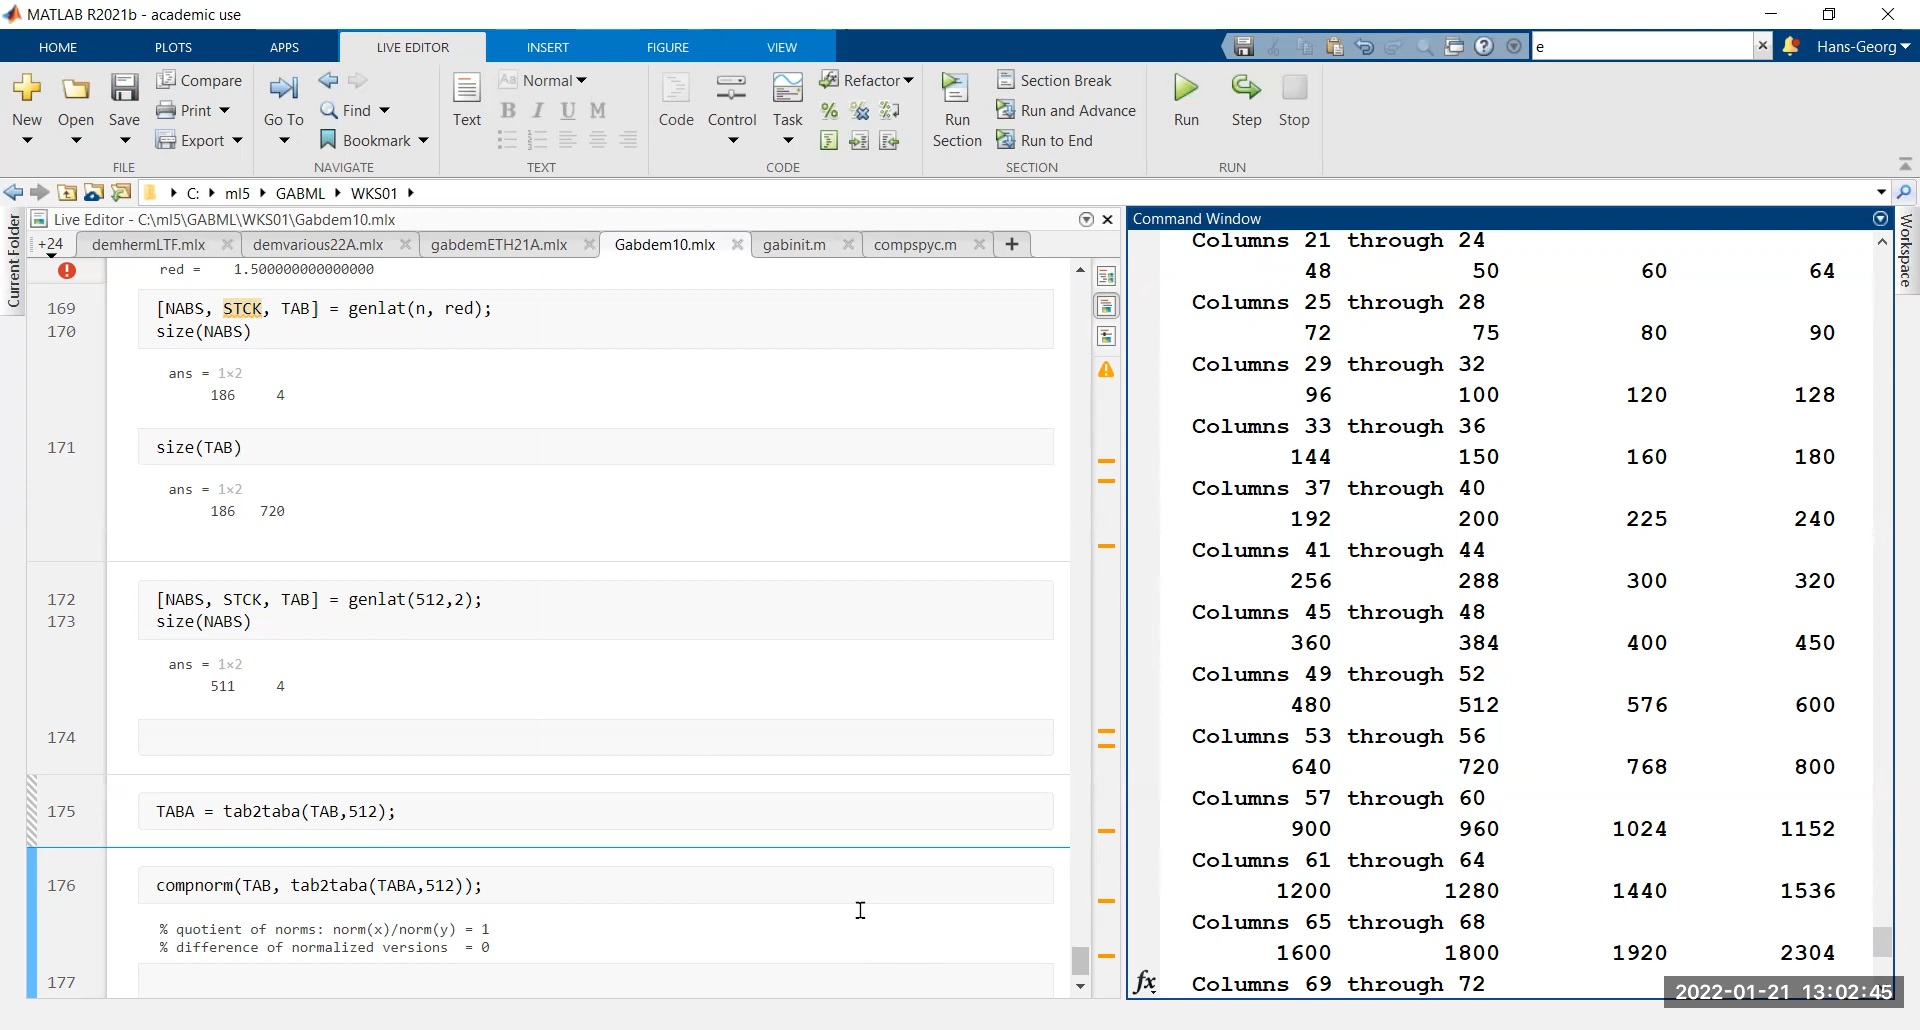 MATLAB R2021b - academic use
HOME PLOTS APPS LIVE EDITOR INSERT FIGURE VIEW
e
Hans-Georg
New Open Save
Compare
Print
Export
FILE
Go To
Find
Bookmark
NAVIGATE
Text
Aa Normal
B I U M
TEXT
Code Control Task
Refactor
CODE
Run Section
Section Break
Run and Advance
Run to End
SECTION
Run Step Stop
RUN
C: ml5 GABML WKS01
Current Folder
Live Editor - C:\ml5\GABML\WKS01\Gabdem10.mlx
+24 demhermLTF.mlx demvarious22A.mlx gabdemETH21A.mlx Gabdem10.mlx gabinit.m compspyc.m +
red = 1.500000000000000
169 [NABS, STCK, TAB] = genlat(n, red);
170 size(NABS)
ans = 1×2
186 4
171 size(TAB)
ans = 1×2
186 720
172 [NABS, STCK, TAB] = genlat(512,2);
173 size(NABS)
ans = 1×2
511 4
174
175 TABA = tab2taba(TAB,512);
176 compnorm(TAB, tab2taba(TABA,512));
% quotient of norms: norm(x)/norm(y) = 1
% difference of normalized versions = 0
177
Command Window
Columns 21 through 24
48 50 60 64
Columns 25 through 28
72 75 80 90
Columns 29 through 32
96 100 120 128
Columns 33 through 36
144 150 160 180
Columns 37 through 40
192 200 225 240
Columns 41 through 44
256 288 300 320
Columns 45 through 48
360 384 400 450
Columns 49 through 52
480 512 576 600
Columns 53 through 56
640 720 768 800
Columns 57 through 60
900 960 1024 1152
Columns 61 through 64
1200 1280 1440 1536
Columns 65 through 68
1600 1800 1920 2304
Columns 69 through 72
fx
Workspace
2022-01-21 13:02:45